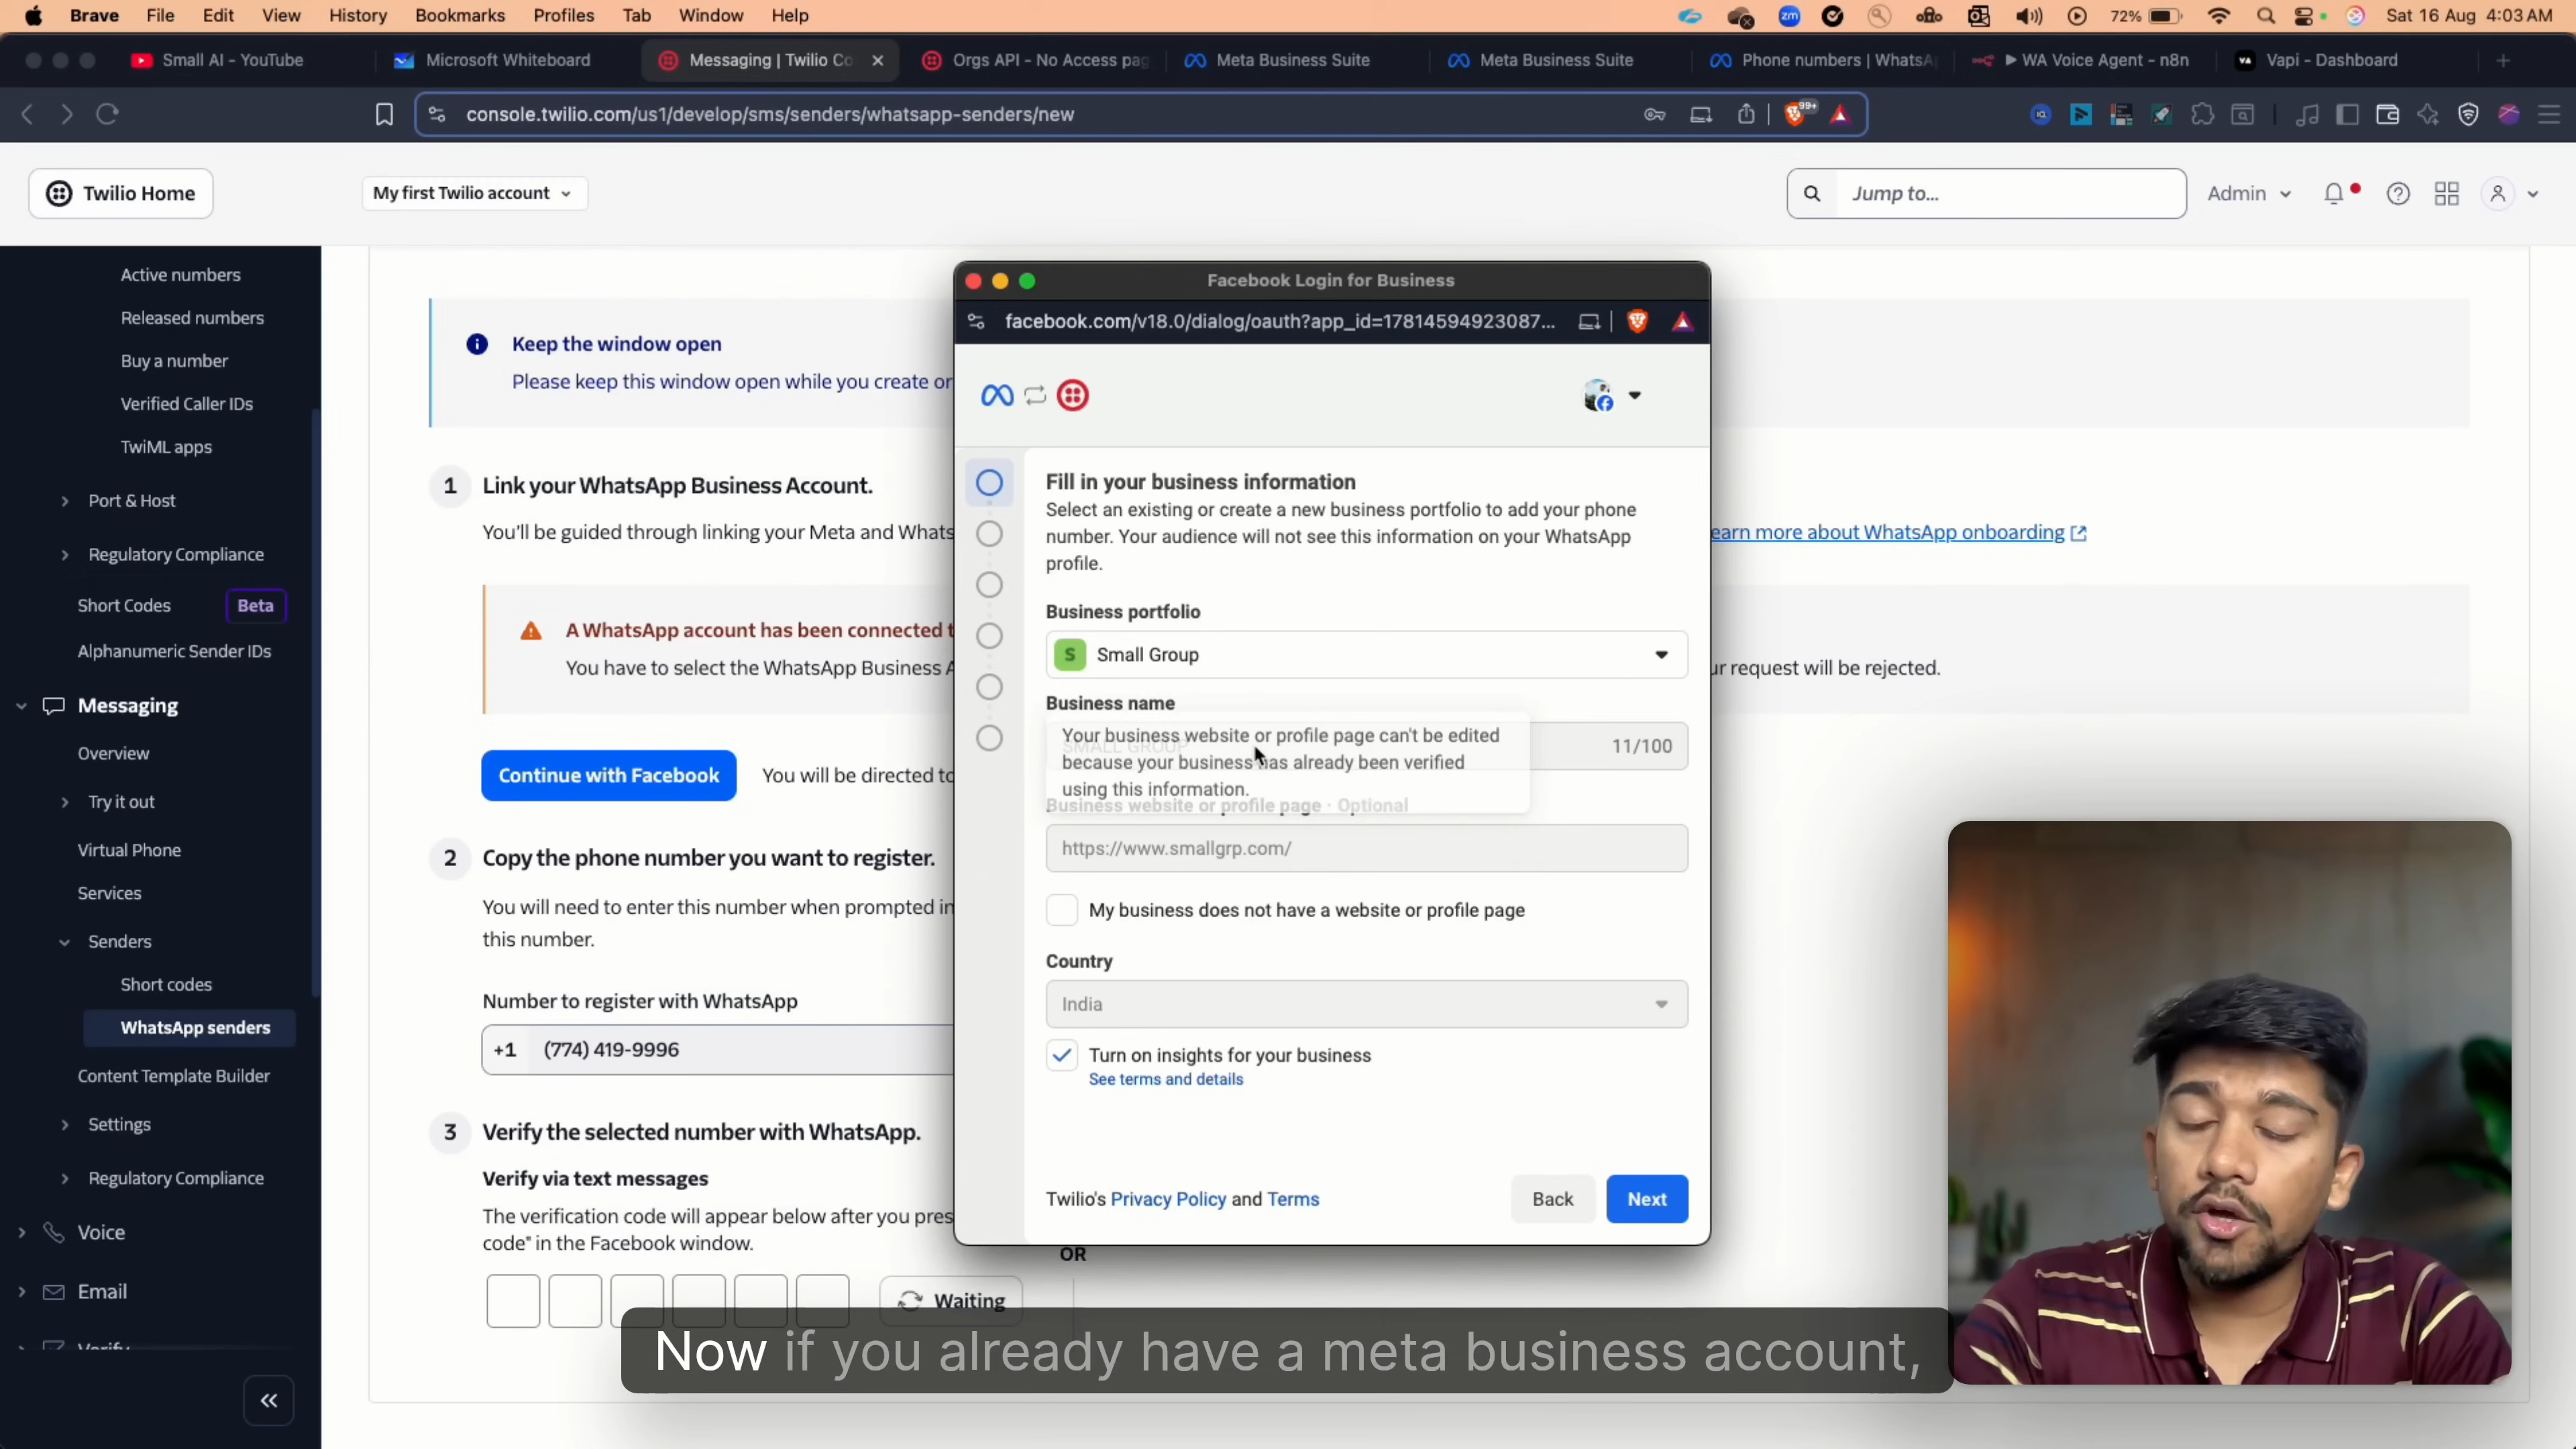 Brave File Edit View History Bookmarks Profiles Tab Window Help
zm 72% Sat 16 Aug 4:03 AM
Small AI - YouTube Microsoft Whiteboard Messaging | Twilio Co Orgs API - No Access pag Meta Business Suite Meta Business Suite Phone numbers | WhatsA WA Voice Agent - n8n Vapi - Dashboard
console.twilio.com/us1/develop/sms/senders/whatsapp-senders/new
99+
Twilio Home
My first Twilio account
Jump to...
Admin
Active numbers
Released numbers
Buy a number
Verified Caller IDs
TwiML apps
Port & Host
Regulatory Compliance
Short Codes Beta
Alphanumeric Sender IDs
Messaging
Overview
Try it out
Virtual Phone
Services
Senders
Short codes
WhatsApp senders
Content Template Builder
Settings
Regulatory Compliance
Voice
Email
Keep the window open
Please keep this window open while you create or
1 Link your WhatsApp Business Account.
You'll be guided through linking your Meta and Whats
earn more about WhatsApp onboarding
A WhatsApp account has been connected t
You have to select the WhatsApp Business A
ur request will be rejected.
Continue with Facebook
You will be directed to
2 Copy the phone number you want to register.
You will need to enter this number when prompted in
this number.
Number to register with WhatsApp
+1 (774) 419-9996
3 Verify the selected number with WhatsApp.
Verify via text messages
The verification code will appear below after you pres
code" in the Facebook window.
Waiting
OR
Facebook Login for Business
facebook.com/v18.0/dialog/oauth?app_id=17814594923087...
Fill in your business information
Select an existing or create a new business portfolio to add your phone
number. Your audience will not see this information on your WhatsApp
profile.
Business portfolio
S Small Group
Business name
SMALL GROUP
11/100
Your business website or profile page can't be edited
because your business has already been verified
using this information.
Business website or profile page · Optional
https://www.smallgrp.com/
My business does not have a website or profile page
Country
India
Turn on insights for your business
See terms and details
Twilio's Privacy Policy and Terms
Back
Next
Now if you already have a meta business account,